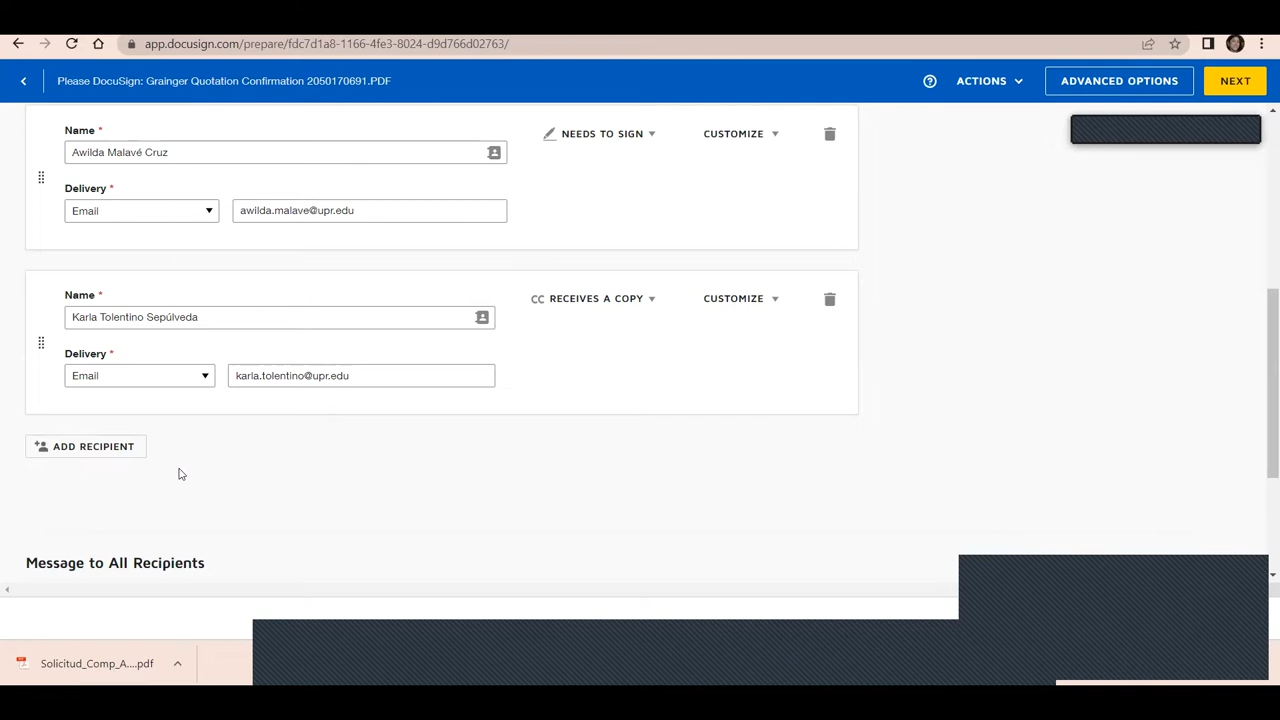 app.docusign.com/prepare/fdc7d1a8-1166-4fe3-8024-d9d766d02763/
Please DocuSign: Grainger Quotation Confirmation 2050170691.PDF
ACTIONS
ADVANCED OPTIONS
NEXT
Name *
NEEDS TO SIGN
CUSTOMIZE
Awilda Malavé Cruz
Delivery *
Email
awilda.malave@upr.edu
Name *
CC RECEIVES A COPY
CUSTOMIZE
Karla Tolentino Sepúlveda
Delivery *
Email
karla.tolentino@upr.edu
ADD RECIPIENT
Message to All Recipients
Solicitud_Comp_A....pdf